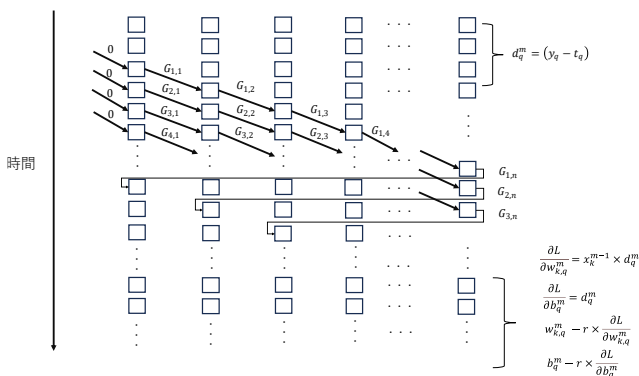 0
0
0
0
G_{1,1}
G_{2,1}
G_{3,1}
G_{4,1}
G_{1,2}
G_{2,2}
G_{3,2}
G_{1,3}
G_{2,3}
G_{1,4}
d_q^m = (y_q − t_q)
時間
G_{1,n}
G_{2,n}
G_{3,n}
∂L/∂w_{k,q}^m = x_k^{m−1} × d_q^m
∂L/∂b_q^m = d_q^m
w_{k,q}^m − r × ∂L/∂w_{k,q}^m
b_q^m − r × ∂L/∂b_q^m